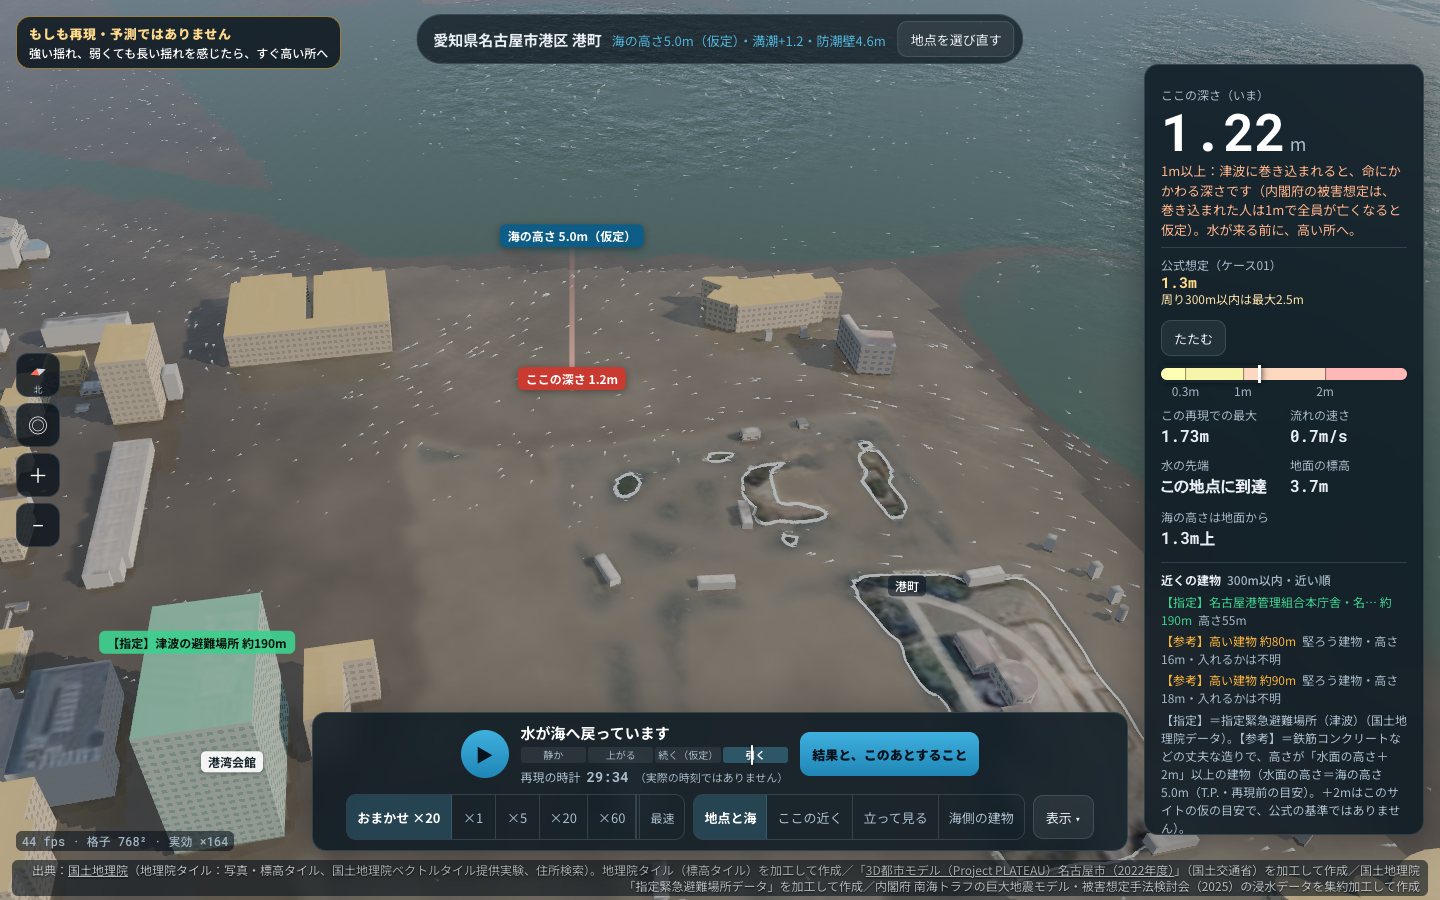 もしも再現・予測ではありません
強い揺れ、弱くても長い揺れを感じたら、すぐ高い所へ
愛知県名古屋市港区 港町 海の高さ5.0m（仮定）・満潮+1.2・防潮壁4.6m 地点を選び直す
ここの深さ（いま）
1.22 m
1m以上：津波に巻き込まれると、命にか
かわる深さです（内閣府の被害想定は、
巻き込まれた人は1mで全員が亡くなると
仮定）。水が来る前に、高い所へ。
公式想定（ケース01）
1.3m
周り300m以内は最大2.5m
たたむ
0.3m 1m 2m
この再現での最大 流れの速さ
1.73m 0.7m/s
水の先端 地面の標高
この地点に到達 3.7m
海の高さは地面から
1.3m上
近くの建物 300m以内・近い順
【指定】名古屋港管理組合本庁舎・名… 約
190m 高さ55m
【参考】高い建物 約80m 堅ろう建物・高さ
16m・入れるかは不明
【参考】高い建物 約90m 堅ろう建物・高さ
18m・入れるかは不明
【指定】＝指定緊急避難場所（津波）（国土地
理院データ）。【参考】＝鉄筋コンクリートな
どの丈夫な造りで、高さが「水面の高さ＋
2m」以上の建物（水面の高さ＝海の高さ
5.0m（T.P.・再現前の目安）。＋2mはこのサ
イトの仮の目安で、公式の基準ではありませ
ん）。
海の高さ 5.0m（仮定）
ここの深さ 1.2m
北
+
−
港町
【指定】津波の避難場所 約190m
港湾会館
水が海へ戻っています
静か 上がる 続く（仮定） 引く
再現の時計 29:34 （実際の時刻ではありません）
結果と、このあとすること
おまかせ ×20 ×1 ×5 ×20 ×60 最速 地点と海 ここの近く 立って見る 海側の建物 表示 ▾
44 fps · 格子 768² · 実効 ×164
出典：国土地理院（地理院タイル：写真・標高タイル、国土地理院ベクトルタイル提供実験、住所検索）。地理院タイル（標高タイル）を加工して作成／「3D都市モデル（Project PLATEAU）名古屋市（2022年度）」（国土交通省）を加工して作成／国土地理院
「指定緊急避難場所データ」を加工して作成／内閣府 南海トラフの巨大地震モデル・被害想定手法検討会（2025）の浸水データを集約加工して作成